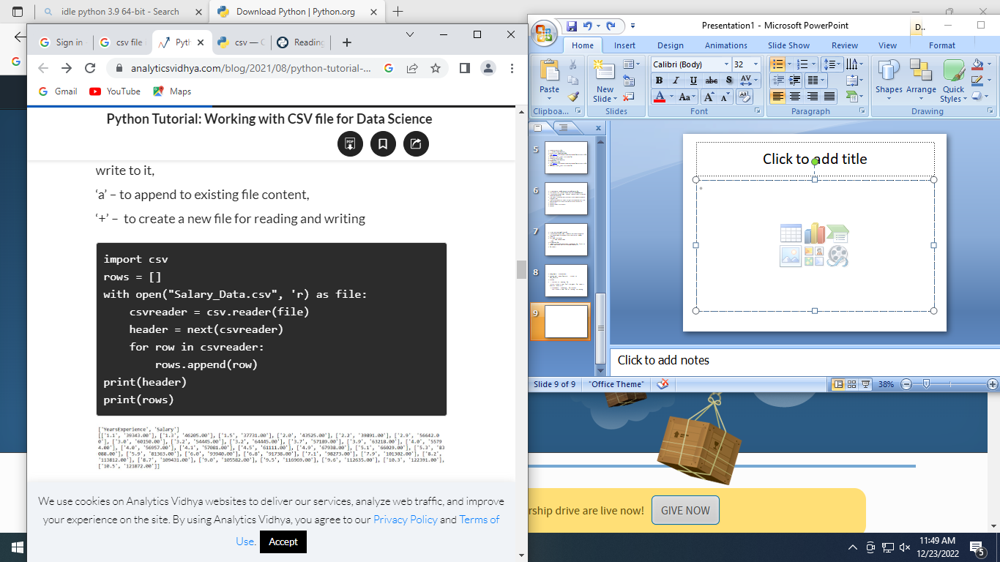 idle python 3.9 64-bit - Search
Download Python | Python.org
Sign in
csv file
Pyth
csv — C
Reading
analyticsvidhya.com/blog/2021/08/python-tutorial-...
Gmail
YouTube
Maps
Python Tutorial: Working with CSV file for Data Science
PDF
write to it,
‘a’ – to append to existing file content,
‘+’ –  to create a new file for reading and writing
import csv
rows = []
with open("Salary_Data.csv", 'r) as file:
    csvreader = csv.reader(file)
    header = next(csvreader)
    for row in csvreader:
        rows.append(row)
print(header)
print(rows)
['YearsExperience', 'Salary']
[['1.1', '39343.00'], ['1.3', '46205.00'], ['1.5', '37731.00'], ['2.0', '43525.00'], ['2.2', '39891.00'], ['2.9', '56642.0
0'], ['3.0', '60150.00'], ['3.2', '54445.00'], ['3.2', '64445.00'], ['3.7', '57189.00'], ['3.9', '63218.00'], ['4.0', '5579
4.00'], ['4.0', '56957.00'], ['4.1', '57081.00'], ['4.5', '61111.00'], ['4.9', '67938.00'], ['5.1', '66029.00'], ['5.3', '83
088.00'], ['5.9', '81363.00'], ['6.0', '93940.00'], ['6.8', '91738.00'], ['7.1', '98273.00'], ['7.9', '101302.00'], ['8.2',
'113812.00'], ['8.7', '109431.00'], ['9.0', '105582.00'], ['9.5', '116969.00'], ['9.6', '112635.00'], ['10.3', '122391.00'],
['10.5', '121872.00']]
We use cookies on Analytics Vidhya websites to deliver our services, analyze web traffic, and improve
your experience on the site. By using Analytics Vidhya, you agree to our Privacy Policy and Terms of
Use. Accept
Presentation1 - Microsoft PowerPoint
D..
Home Insert Design Animations Slide Show Review View Format
Calibri (Body) 32
B I U abc S AV
A Aa A A
Paste
New
Slide
Shapes Arrange Quick
Styles
Clipboa... Slides Font Paragraph Drawing
5
6
7
8
9
Click to add title
Click to add notes
Slide 9 of 9 "Office Theme" 38%
rship drive are live now! GIVE NOW
11:49 AM
12/23/2022
5